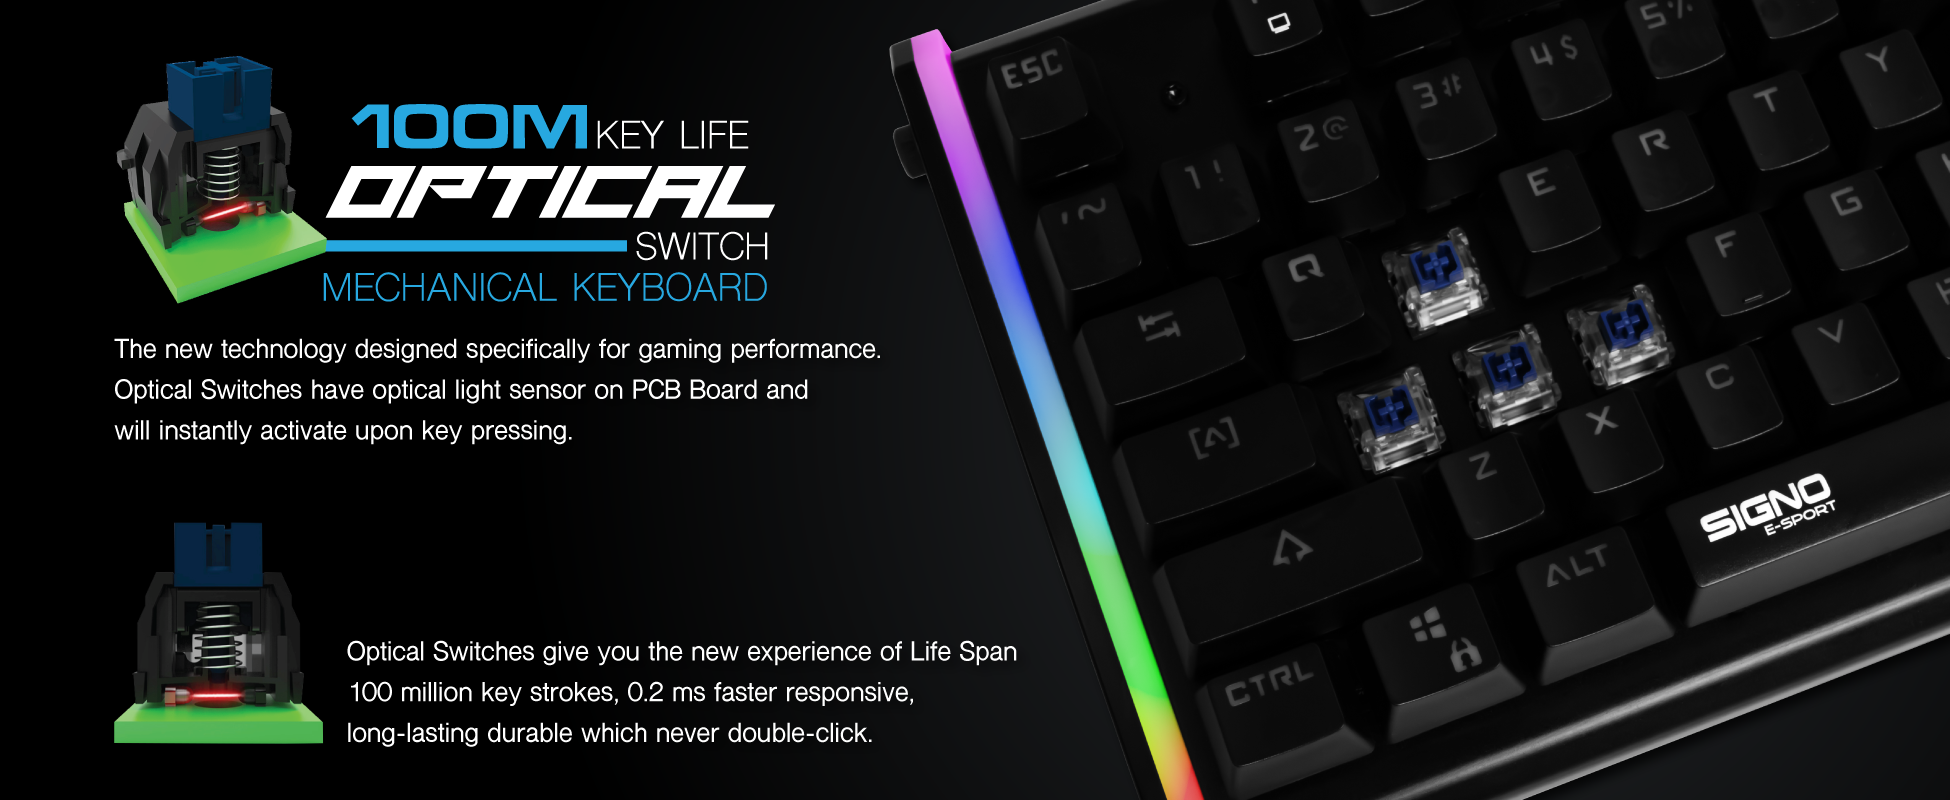 100M KEY LIFE
OPTICAL
SWITCH
MECHANICAL KEYBOARD
The new technology designed specifically for gaming performance.
Optical Switches have optical light sensor on PCB Board and
will instantly activate upon key pressing.
Optical Switches give you the new experience of Life Span
100 million key strokes, 0.2 ms faster responsive,
long-lasting durable which never double-click.
ESC
` ~ 1 ! 2 @ 3 # 4 $ 5 %
Q E R T Y
[A] F G
Z X C V
CTRL ALT
SIGNO
E-SPORT